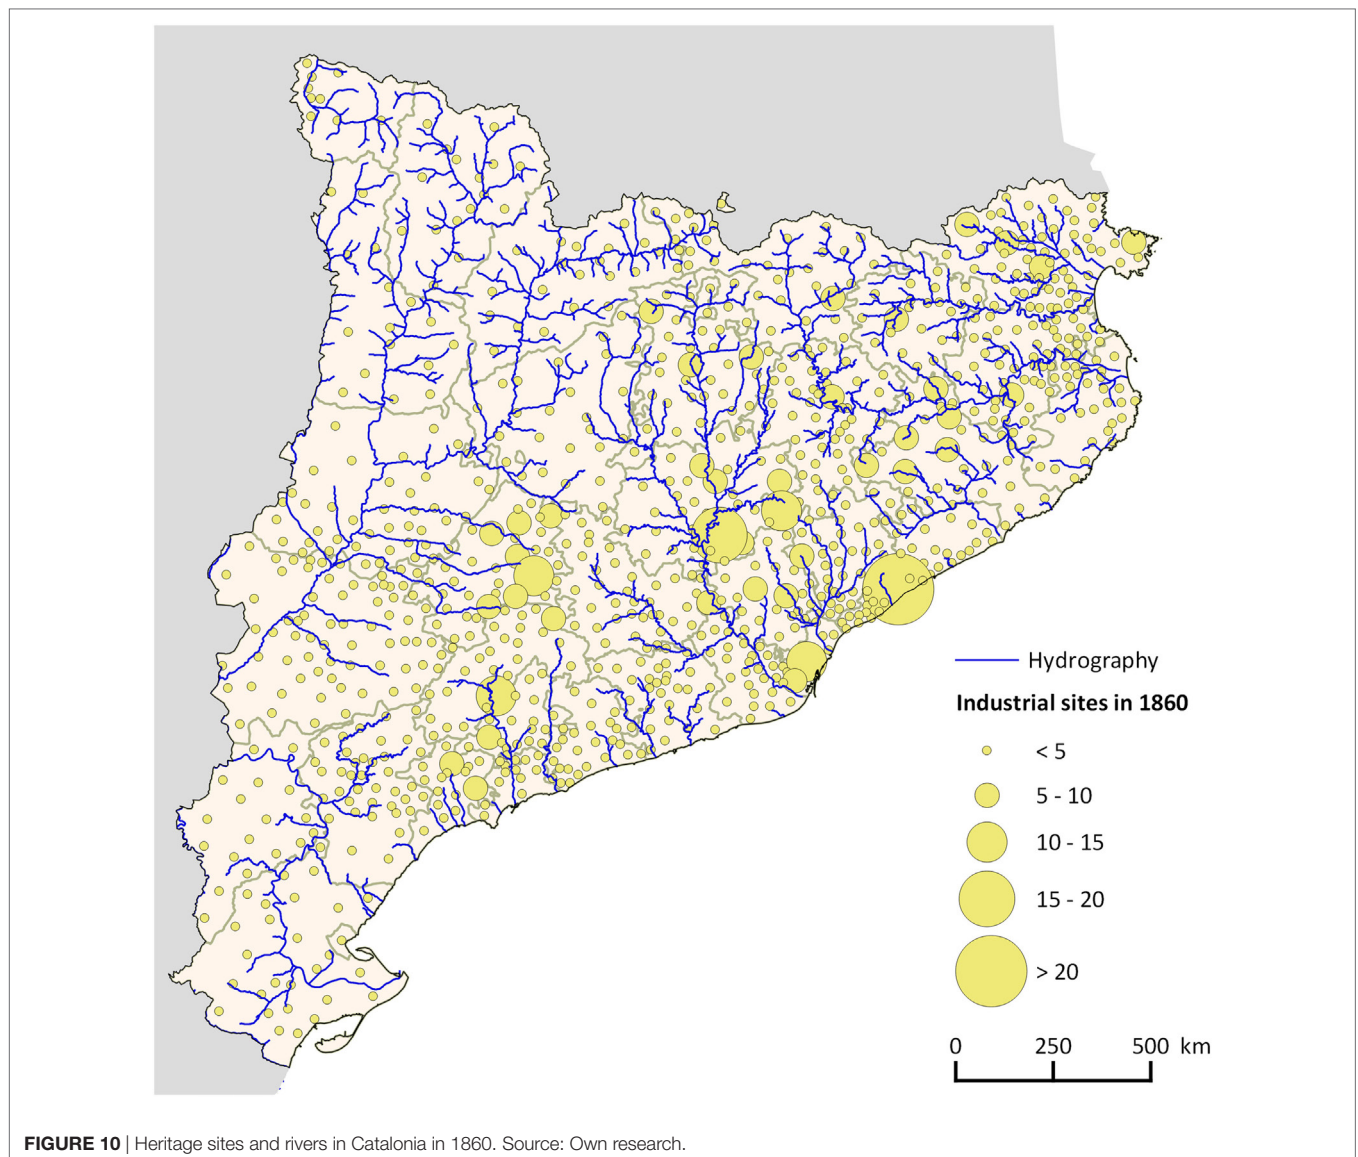 Hydrography
Industrial sites in 1860
< 5
5 - 10
10 - 15
15 - 20
> 20
0 250 500 km
FIGURE 10 | Heritage sites and rivers in Catalonia in 1860. Source: Own research.